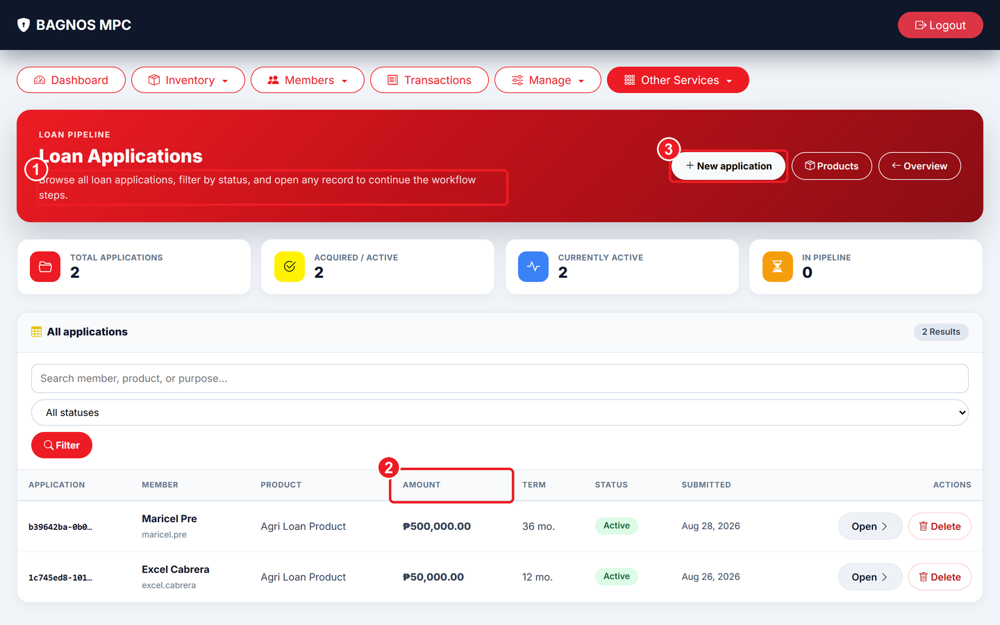 BAGNOS MPC
Logout
Dashboard
Inventory
Members
Transactions
Manage
Other Services
LOAN PIPELINE
Loan Applications
1
Browse all loan applications, filter by status, and open any record to continue the workflow
steps.
3
New application
Products
Overview
TOTAL APPLICATIONS
2
ACQUIRED / ACTIVE
2
CURRENTLY ACTIVE
2
IN PIPELINE
0
All applications
2 Results
Search member, product, or purpose...
All statuses
Filter
2
APPLICATION MEMBER PRODUCT AMOUNT TERM STATUS SUBMITTED ACTIONS
b39642ba-0b0… Maricel Pre Agri Loan Product ₱500,000.00 36 mo. Active Aug 28, 2026 Open Delete
maricel.pre
1c745ed8-101… Excel Cabrera Agri Loan Product ₱50,000.00 12 mo. Active Aug 26, 2026 Open Delete
excel.cabrera